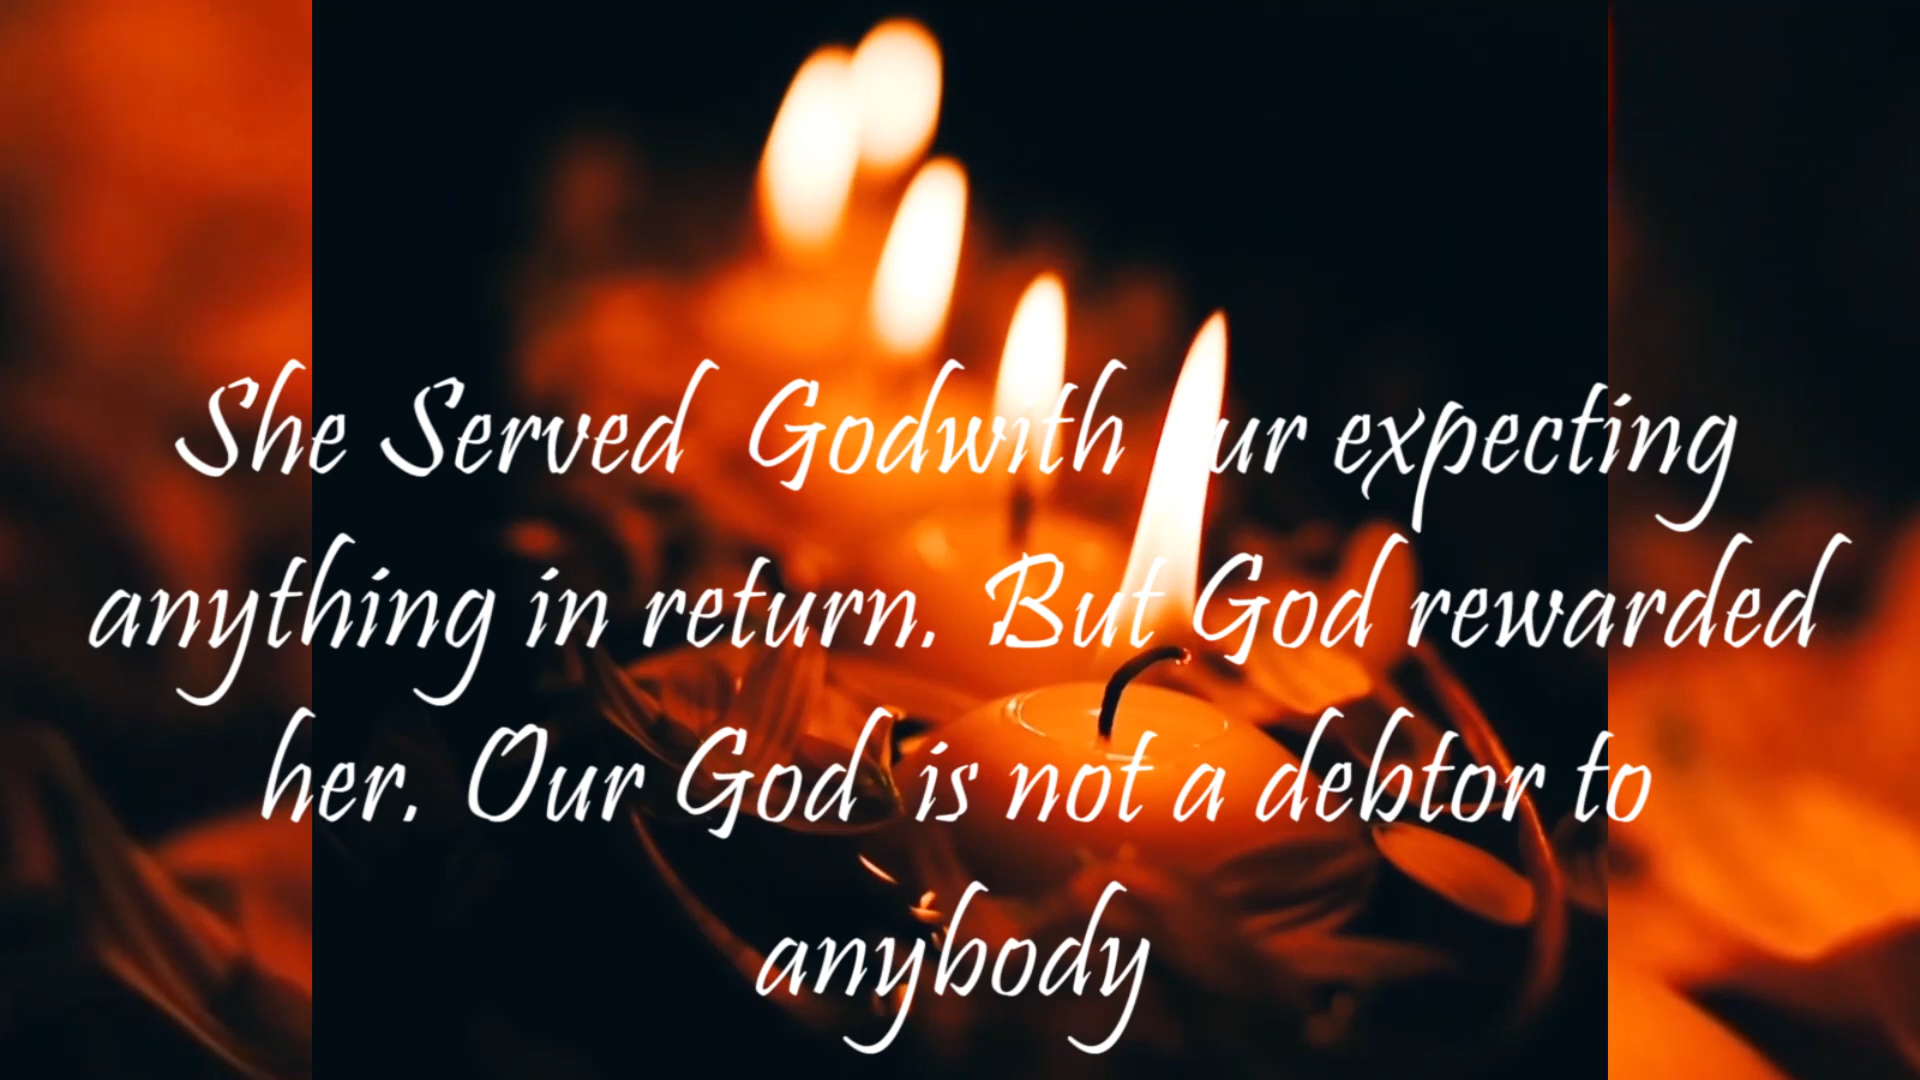 She Served Godwith ur expecting
anything in return. But God rewarded
her. Our God is not a debtor to
anybody